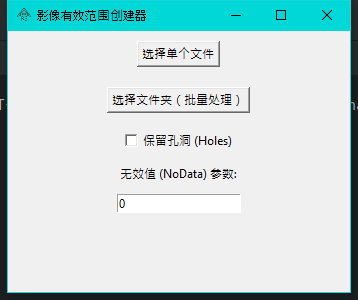 影像有效范围创建器
选择单个文件
选择文件夹（批量处理）
保留孔洞 (Holes)
无效值 (NoData) 参数:
0